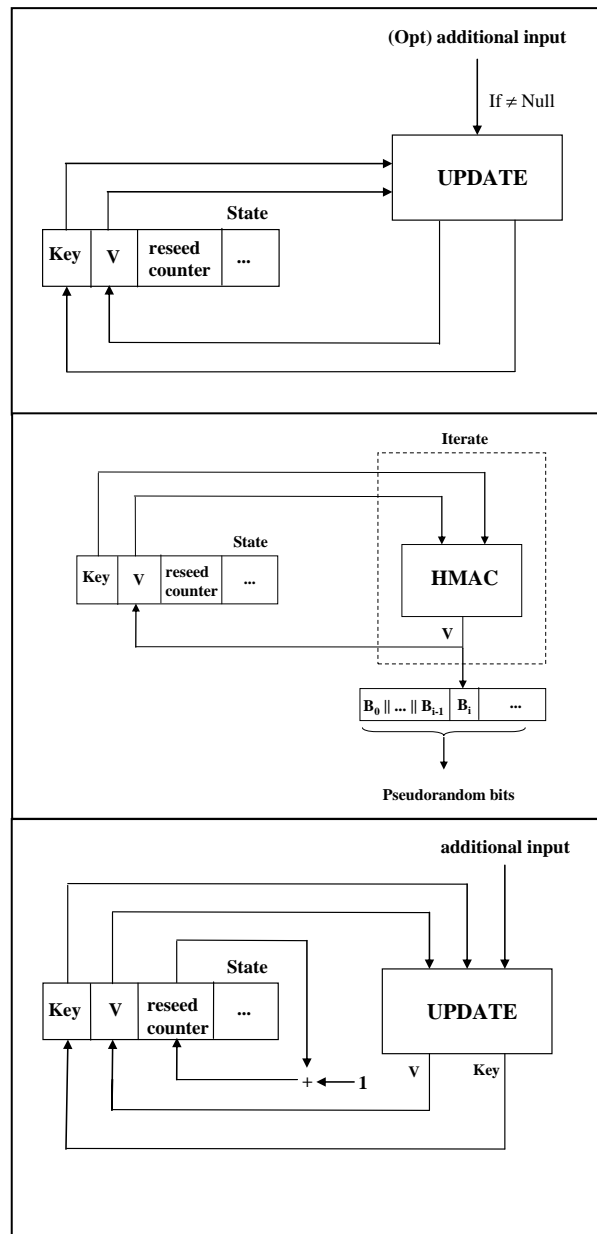 (Opt) additional input
If ≠ Null
UPDATE
State
Key V reseed counter ...
Iterate
State
Key V reseed counter ...
HMAC
V
B0 || ... || Bi-1 Bi ...
Pseudorandom bits
additional input
State
Key V reseed counter ...
UPDATE
V Key
+ 1